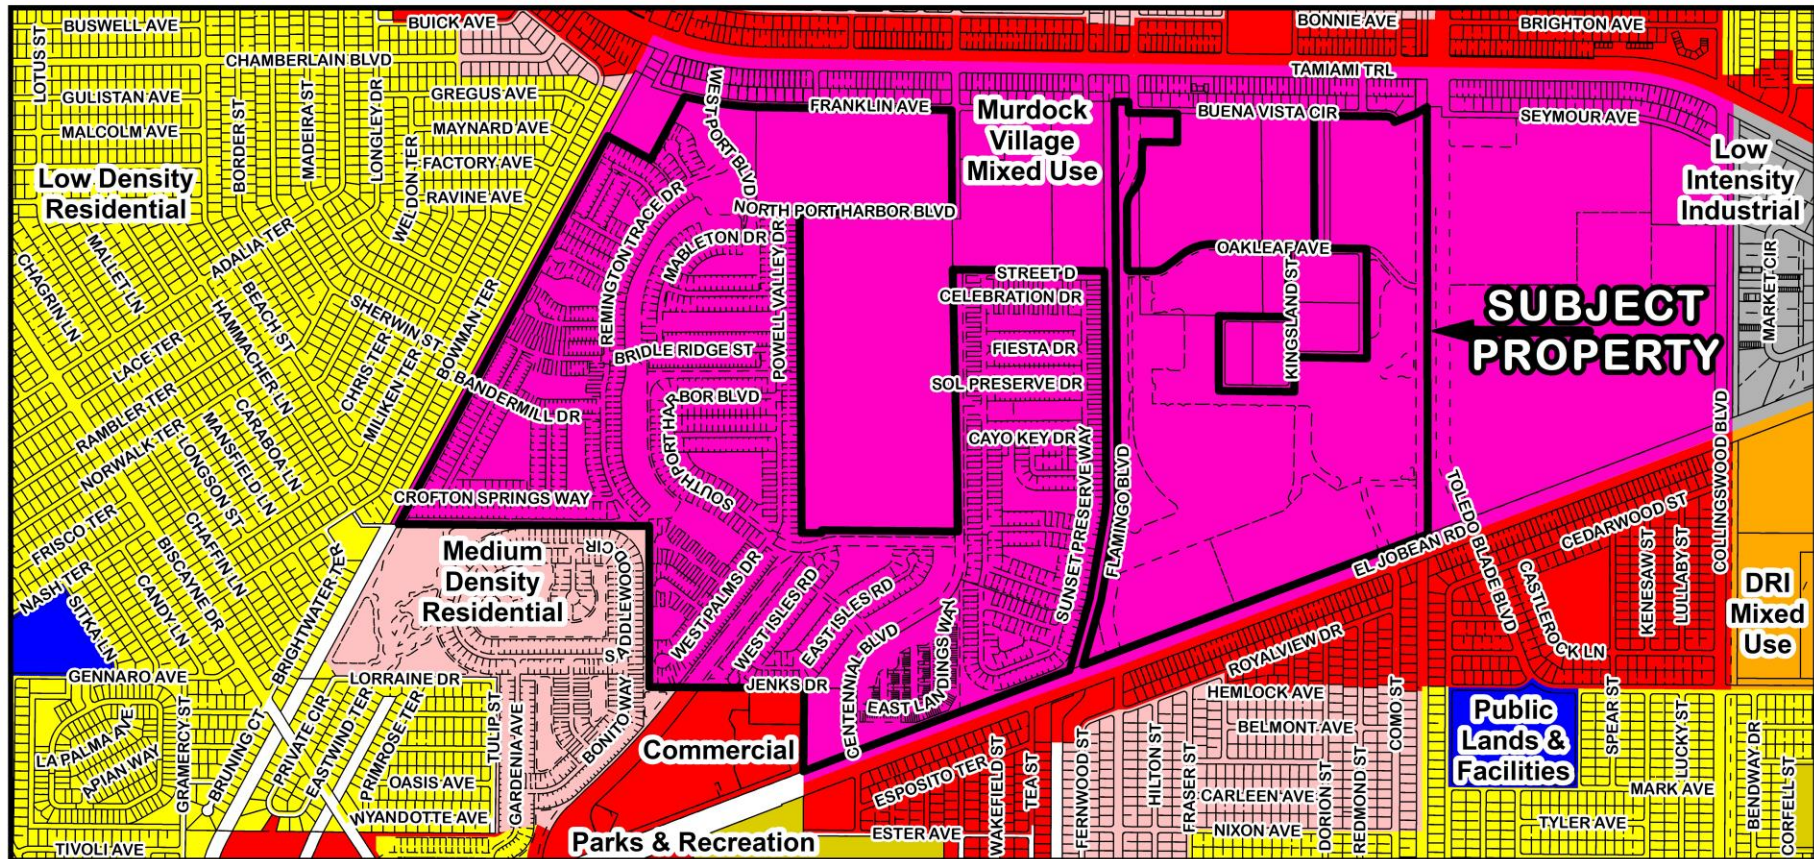 BUSWELL AVE
BUICK AVE
BONNIE AVE
BRIGHTON AVE
LOTUS ST
CHAMBERLAIN BLVD
TAMIAMI TRL
GULISTAN AVE
BORDER ST
MADEIRA ST
LONGLEY DR
GREGUS AVE
WEST PORT BLVD
FRANKLIN AVE
Murdock
Village
Mixed Use
BUENA VISTA CIR
SEYMOUR AVE
MALCOLM AVE
MAYNARD AVE
WELDON TER
FACTORY AVE
RAVINE AVE
Low Density
Residential
Low
Intensity
Industrial
MARKET CIR
REMINGTON TRACE DR
NORTH PORT HARBOR BLVD
MABLETON DR
POWELL VALLEY DR
OAKLEAF AVE
KINGSLAND ST
STREET D
CELEBRATION DR
FIESTA DR
SOL PRESERVE DR
CAYO KEY DR
SUNSET PRESERVE WAY
FLAMINGO BLVD
SUBJECT
PROPERTY
CHAGRIN LN
MALLET LN
ADALIA TER
BEACH ST
HAMMACHER LN
SHERWIN ST
CHRIS TER
MILIKEN TER
BOWMAN TER
BANDERMILL DR
BRIDLE RIDGE ST
SOUTH PORT HARBOR BLVD
LACE TER
RAMBLER TER
NORWALK TER
CARABOA LN
MANSFIELD LN
LONGSON ST
CHAFFIN LN
FRISCO TER
BISCAYNE DR
NASH TER
CANDY LN
SITKA LN
CROFTON SPRINGS WAY
Medium
Density
Residential
SADDLEWOOD CIR
BRIGHTWATER TER
WEST PALMS DR
WEST ISLES RD
EAST ISLES RD
CENTENNIAL BLVD
EAST LAMDINGS WAY
EL JOBEAN RD
TOLEDO BLADE BLVD
CEDARWOOD ST
CASTLEROCK LN
KENESAW ST
LULLABY ST
COLLINGSWOOD BLVD
DRI
Mixed
Use
GENNARO AVE
LORRAINE DR
JENKS DR
ROYALVIEW DR
LA PALMA AVE
APIAN WAY
GRAMERCY ST
BRUNING CT
PRIVATE CIR
EASTWIND TER
PRIMROSE TER
TULIP ST
GARDENIA AVE
BONITO WAY
OASIS AVE
WYANDOTTE AVE
TIVOLI AVE
Commercial
Parks & Recreation
ESPOSITO TER
ESTER AVE
WAKEFIELD ST
TEA ST
FERNWOOD ST
HILTON ST
FRASER ST
HEMLOCK AVE
BELMONT AVE
CARLEEN AVE
NIXON AVE
DORION ST
REDMOND ST
COMO ST
Public
Lands &
Facilities
SPEAR ST
LUCKY ST
MARK AVE
TYLER AVE
BENDWAY DR
CORFELL ST